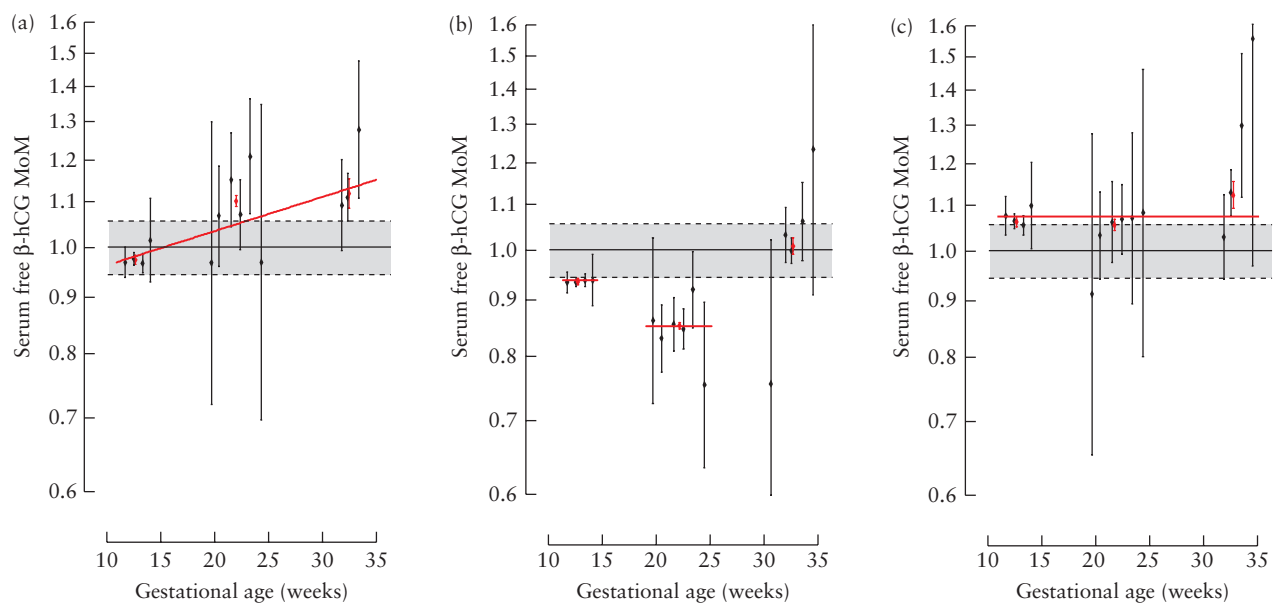 (a)
1.6
1.5
1.4
1.3
1.2
1.1
1.0
0.9
0.8
0.7
0.6
Serum free β-hCG MoM
10 15 20 25 30 35
Gestational age (weeks)
(b)
1.6
1.5
1.4
1.3
1.2
1.1
1.0
0.9
0.8
0.7
0.6
Serum free β-hCG MoM
10 15 20 25 30 35
Gestational age (weeks)
(c)
1.6
1.5
1.4
1.3
1.2
1.1
1.0
0.9
0.8
0.7
0.6
Serum free β-hCG MoM
10 15 20 25 30 35
Gestational age (weeks)